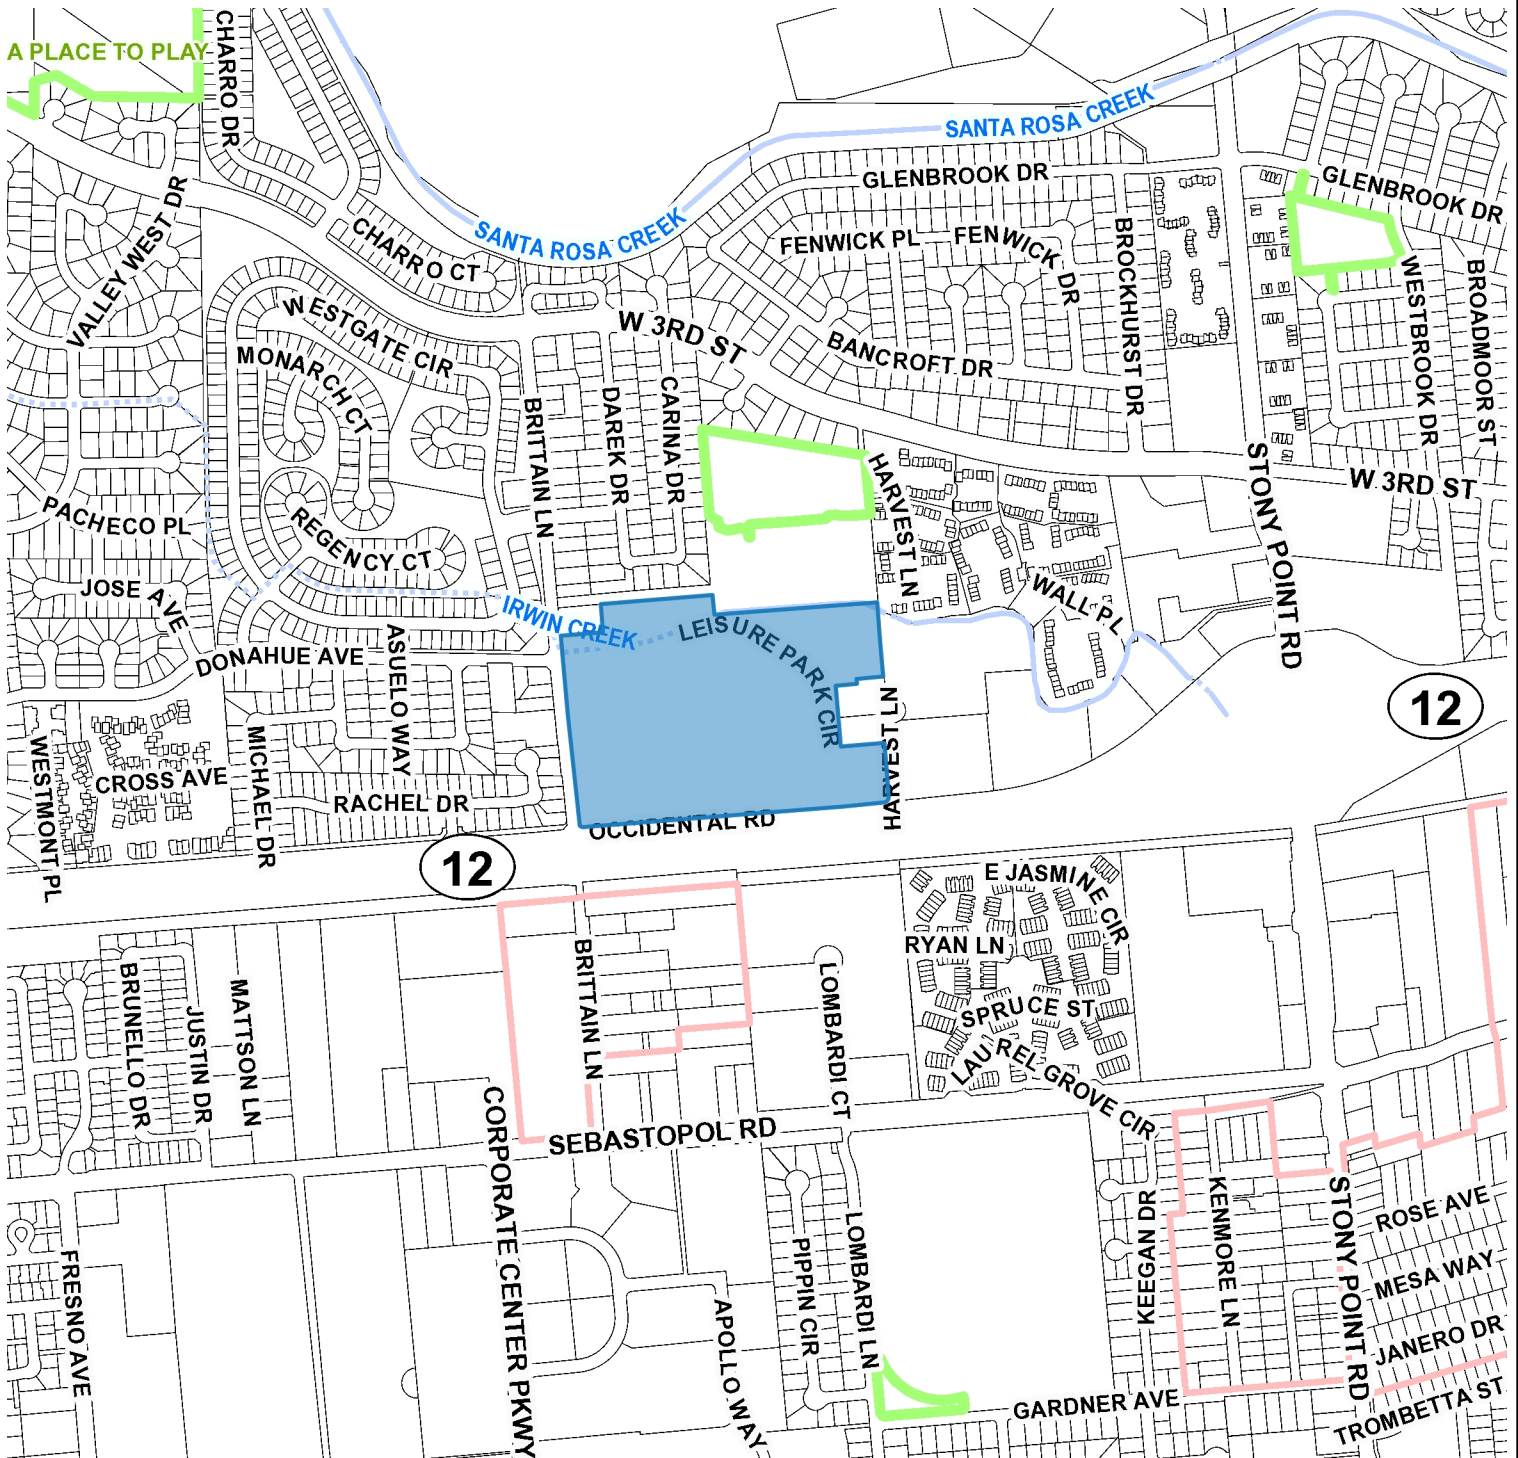 A PLACE TO PLAY
CHARRO DR
SANTA ROSA CREEK
GLENBROOK DR
GLENBROOK DR
VALLEY WEST DR
CHARRO CT
SANTA ROSA CREEK
FENWICK PL
FENWICK DR
BROCKHURST DR
WESTBROOK DR
BROADMOOR ST
WESTGATE CIR
W 3RD ST
MONARCH CT
BANCROFT DR
BRITTAIN LN
DAREK DR
CARINA DR
HARVEST LN
STONY POINT RD
W 3RD ST
PACHECO PL
REGENCY CT
JOSE AVE
IRWIN CREEK
LEISURE PARK CIR
WALL PL
DONAHUE AVE
ASUELO WAY
HARVEST LN
12
WESTMONT PL
CROSS AVE
MICHAEL DR
RACHEL DR
OCCIDENTAL RD
12
E JASMINE CIR
RYAN LN
BRITTAIN LN
LOMBARDI CT
BRUNELLO DR
JUSTIN DR
MATTSON LN
SPRUCE ST
LAUREL GROVE CIR
CORPORATE CENTER PKWY
SEBASTOPOL RD
KEEGAN DR
KENMORE LN
STONY POINT RD
ROSE AVE
MESA WAY
JANERO DR
FRESNO AVE
PIPPIN CIR
LOMBARDI LN
APOLLO WAY
GARDNER AVE
TROMBETTA ST